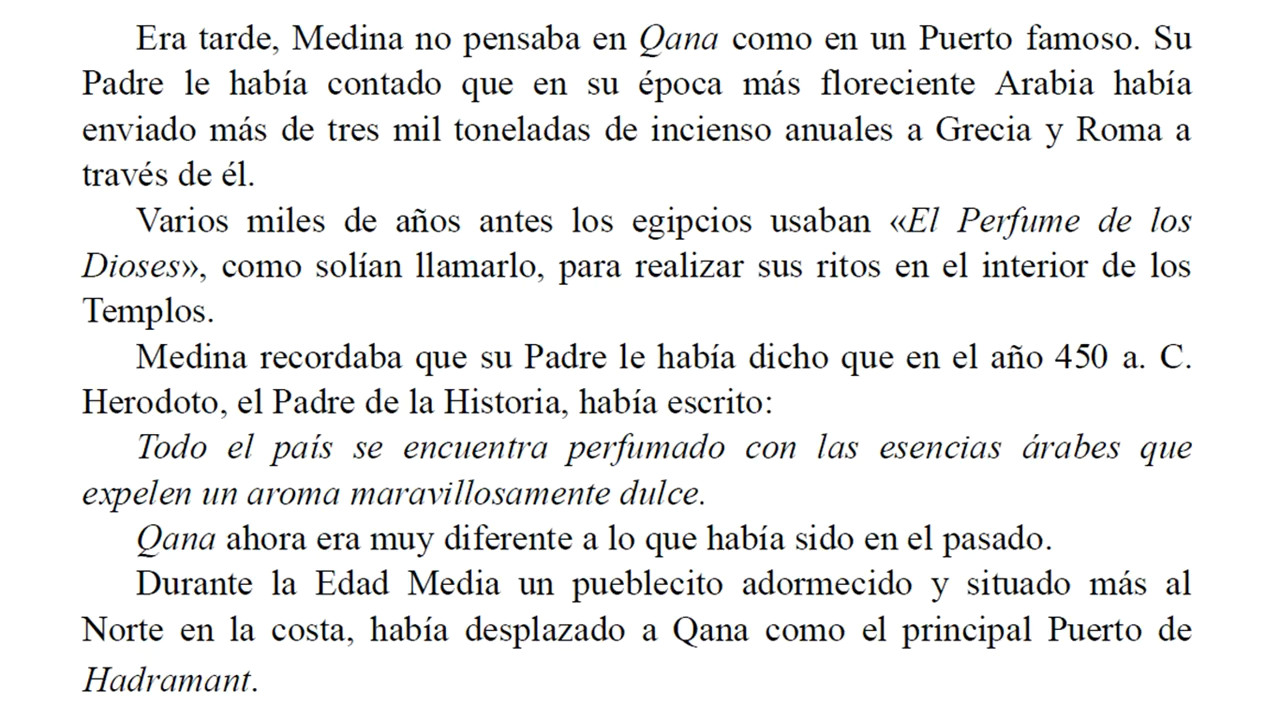 Era tarde, Medina no pensaba en Qana como en un Puerto famoso. Su
Padre le había contado que en su época más floreciente Arabia había
enviado más de tres mil toneladas de incienso anuales a Grecia y Roma a
través de él.
Varios miles de años antes los egipcios usaban «El Perfume de los
Dioses», como solían llamarlo, para realizar sus ritos en el interior de los
Templos.
Medina recordaba que su Padre le había dicho que en el año 450 a. C.
Herodoto, el Padre de la Historia, había escrito:
Todo el país se encuentra perfumado con las esencias árabes que
expelen un aroma maravillosamente dulce.
Qana ahora era muy diferente a lo que había sido en el pasado.
Durante la Edad Media un pueblecito adormecido y situado más al
Norte en la costa, había desplazado a Qana como el principal Puerto de
Hadramant.